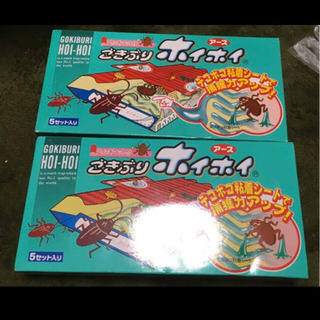 GOKIBURI
HOI-HOI
アース
ごきぶり
ホイホイ
デコボコ粘着シートで
捕獲力アップ!
5セット入り
GOKIBURI
HOI-HOI
アース
ごきぶり
ホイホイ
デコボコ粘着シートで
捕獲力アップ!
5セット入り